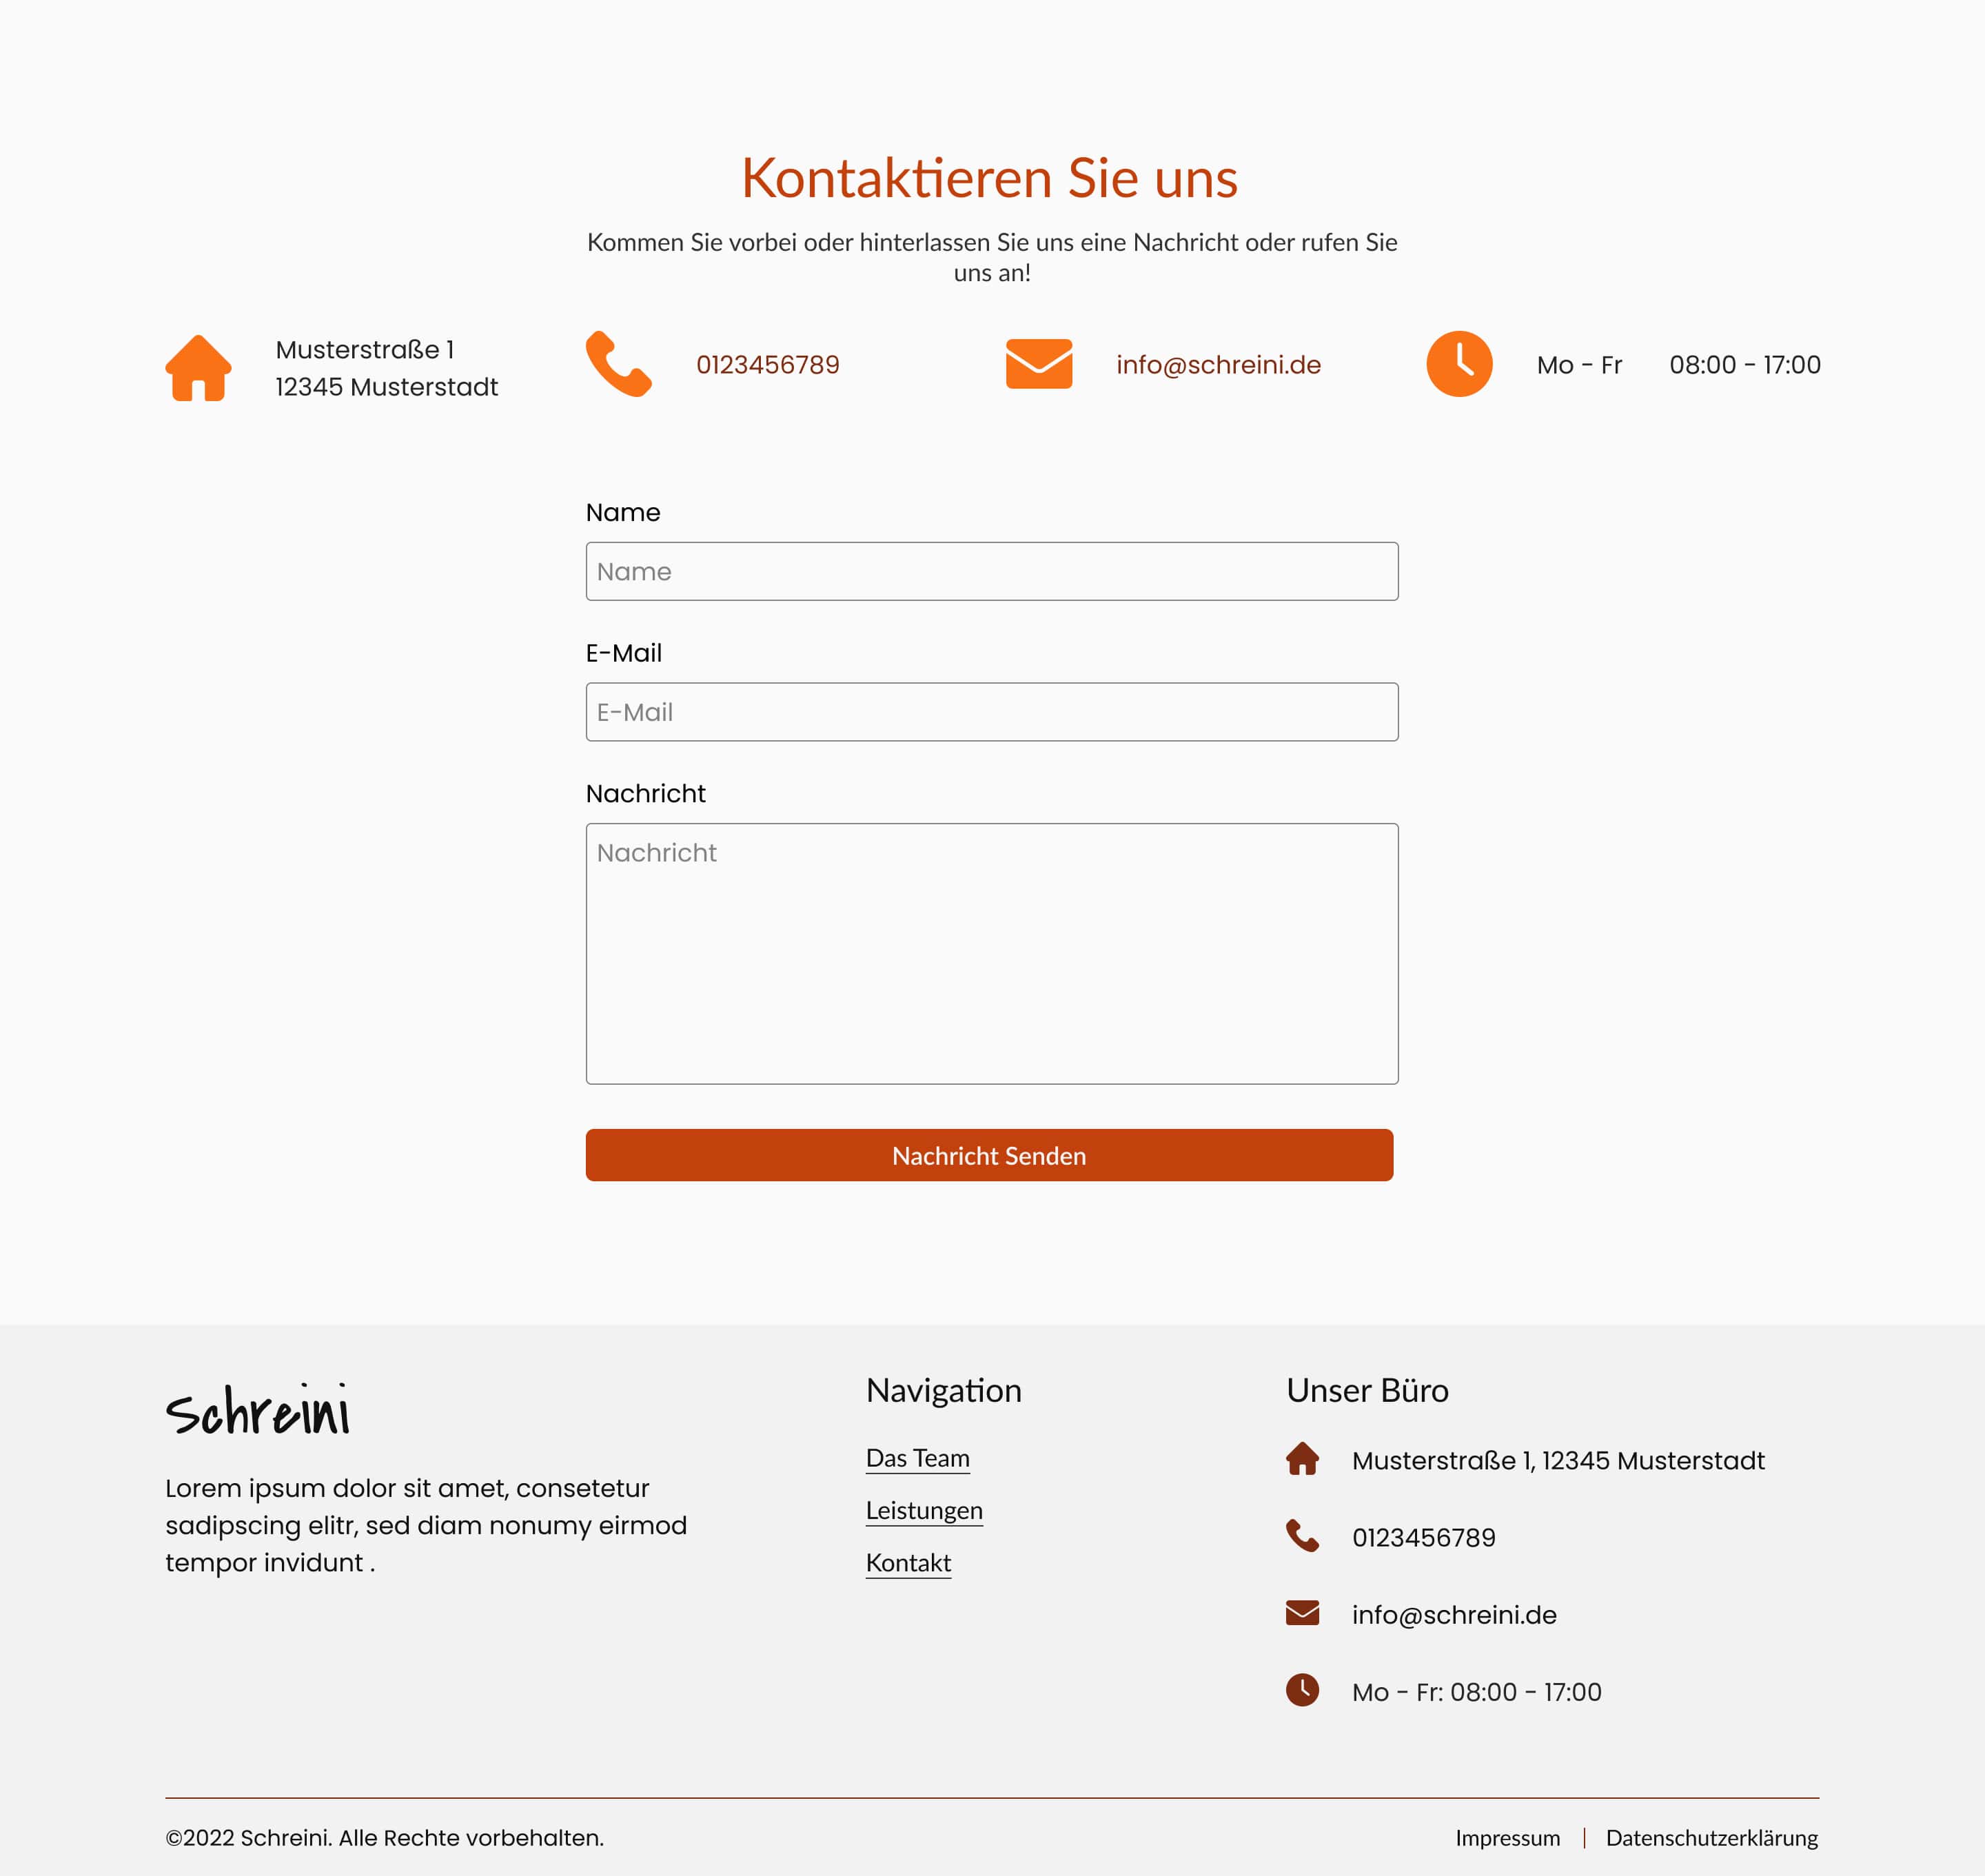 Kontaktieren Sie uns
Kommen Sie vorbei oder hinterlassen Sie uns eine Nachricht oder rufen Sie
uns an!
Musterstraße 1
12345 Musterstadt
0123456789
info@schreini.de
Mo - Fr 08:00 - 17:00
Name
Name
E-Mail
E-Mail
Nachricht
Nachricht
Nachricht Senden
Schreini
Lorem ipsum dolor sit amet, consetetur
sadipscing elitr, sed diam nonumy eirmod
tempor invidunt .
Navigation
Das Team
Leistungen
Kontakt
Unser Büro
Musterstraße 1, 12345 Musterstadt
0123456789
info@schreini.de
Mo - Fr: 08:00 - 17:00
©2022 Schreini. Alle Rechte vorbehalten.
Impressum | Datenschutzerklärung